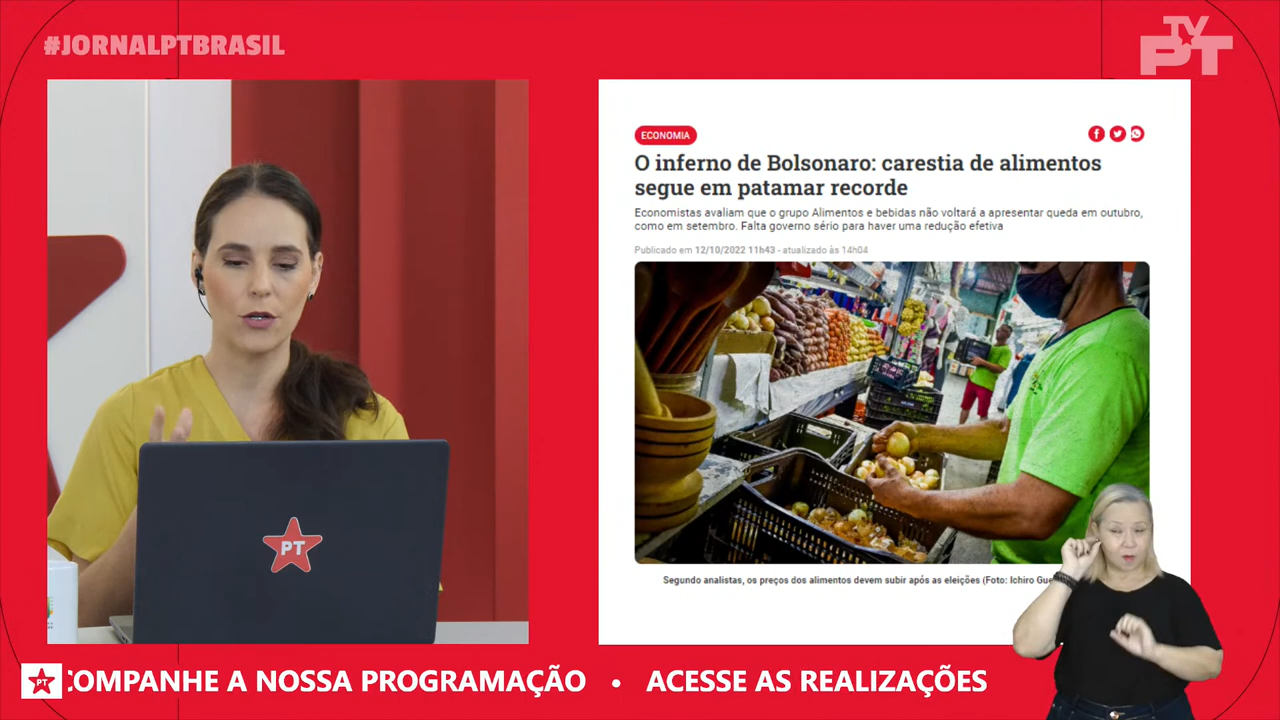 #JORNALPTBRASIL
TV
PT
ECONOMIA
O inferno de Bolsonaro: carestia de alimentos
segue em patamar recorde
Economistas avaliam que o grupo Alimentos e bebidas não voltará a apresentar queda em outubro,
como em setembro. Falta governo sério para haver uma redução efetiva
Publicado em 12/10/2022 11h43 - atualizado às 14h04
Segundo analistas, os preços dos alimentos devem subir após as eleições (Foto: Ichiro
PT
PT
COMPANHE A NOSSA PROGRAMAÇÃO • ACESSE AS REALIZAÇÕES